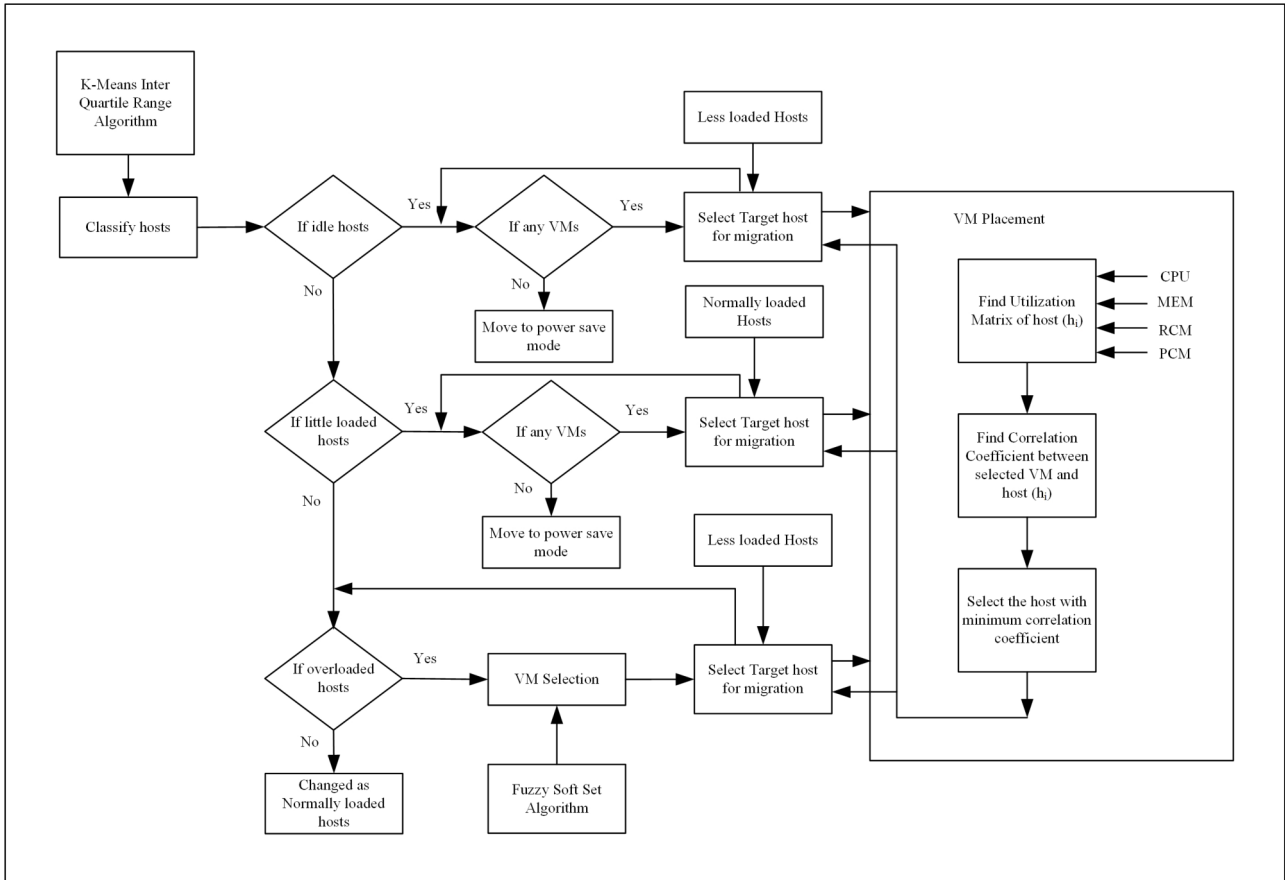 K-Means Inter
Quartile Range
Algorithm
Classify hosts
If idle hosts
Yes
No
If any VMs
Yes
No
Move to power save
mode
Less loaded Hosts
Select Target host
for migration
If little loaded
hosts
Yes
No
If any VMs
Yes
No
Move to power save
mode
Normally loaded
Hosts
Select Target host
for migration
If overloaded
hosts
Yes
No
Changed as
Normally loaded
hosts
VM Selection
Fuzzy Soft Set
Algorithm
Less loaded Hosts
Select Target host
for migration
VM Placement
Find Utilization
Matrix of host (hi)
CPU
MEM
RCM
PCM
Find Correlation
Coefficient between
selected VM and
host (hi)
Select the host with
minimum correlation
coefficient